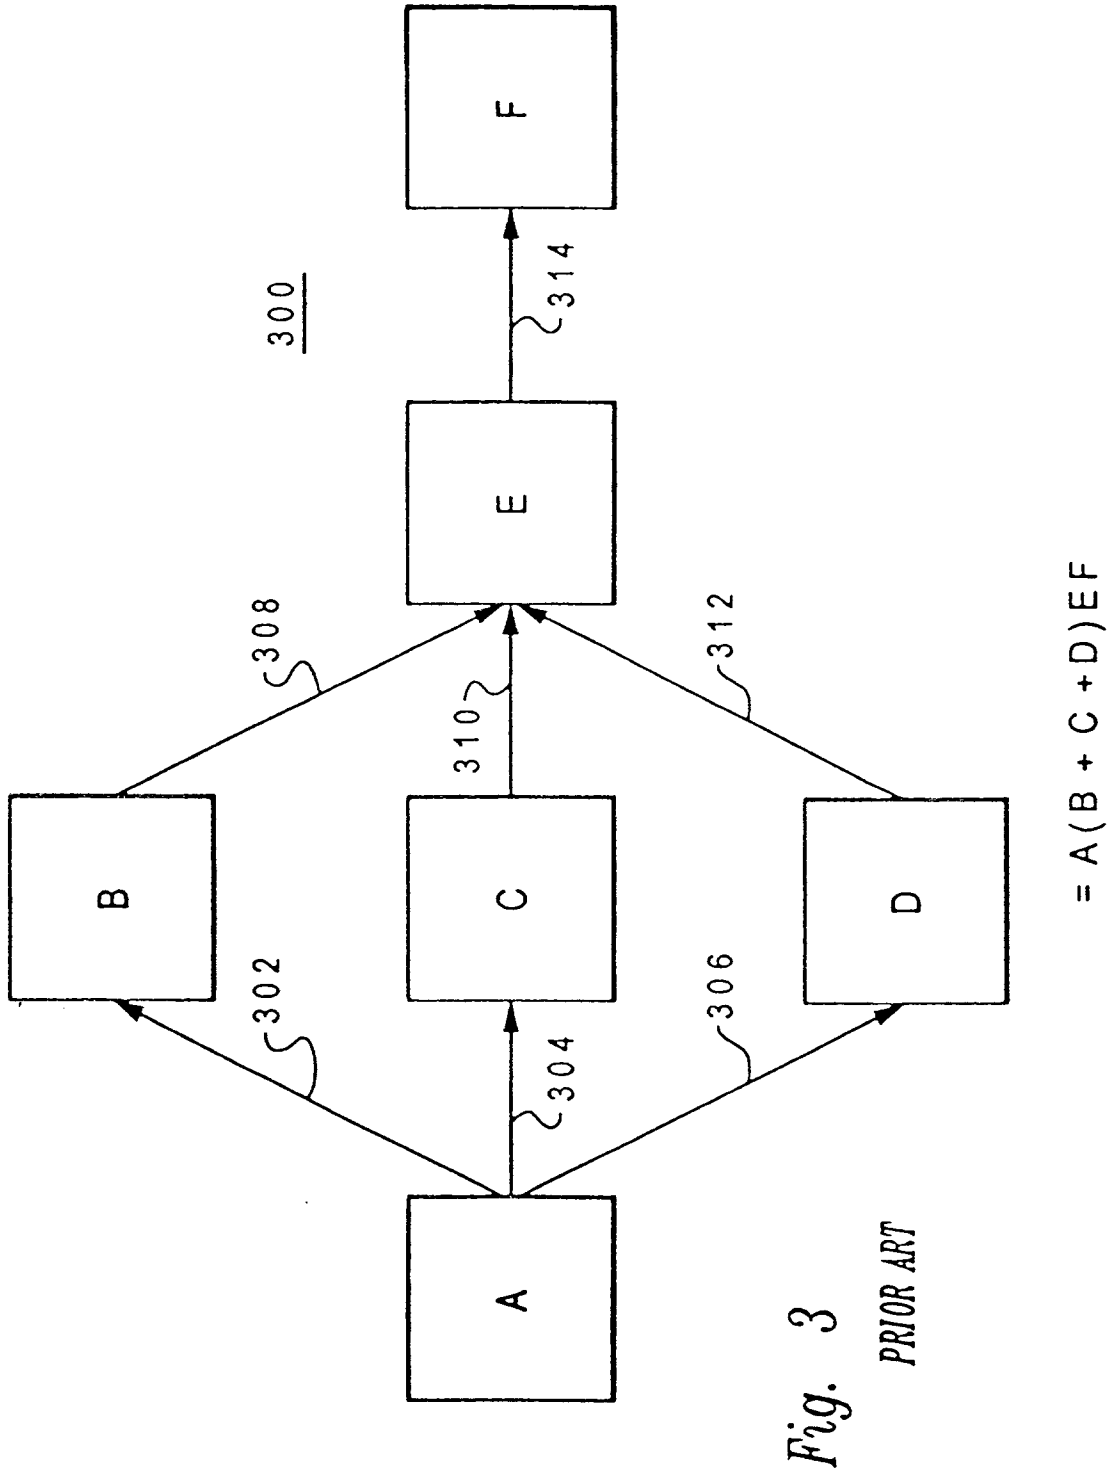 300
B
302
308
A
304
C
310
E
314
F
306
D
312
= A(B + C +D)EF
Fig. 3
PRIOR ART